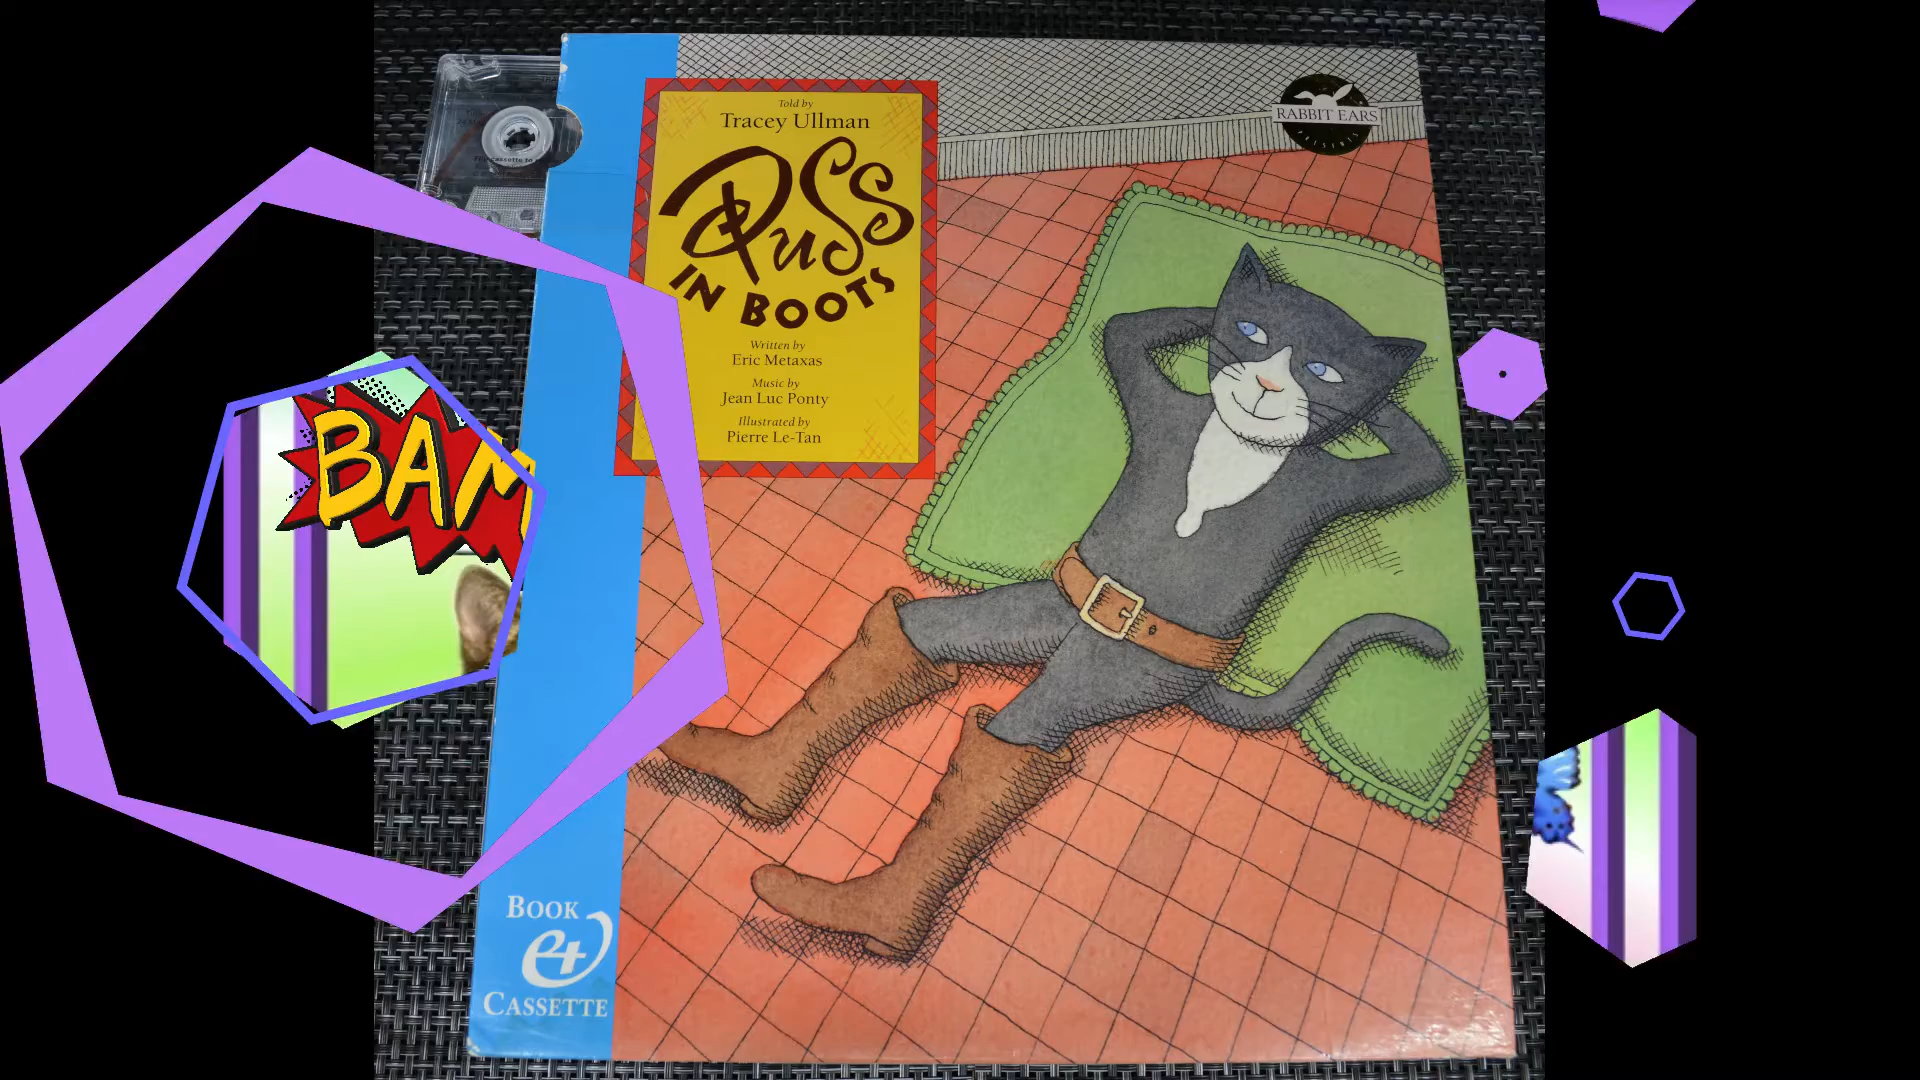 Told by
Tracey Ullman
Puss
IN BOOTS
Written by
Eric Metaxas
Music by
Jean Luc Ponty
Illustrated by
Pierre Le-Tan
RABBIT EARS
PRESENTS
BAM
BOOK
&
CASSETTE